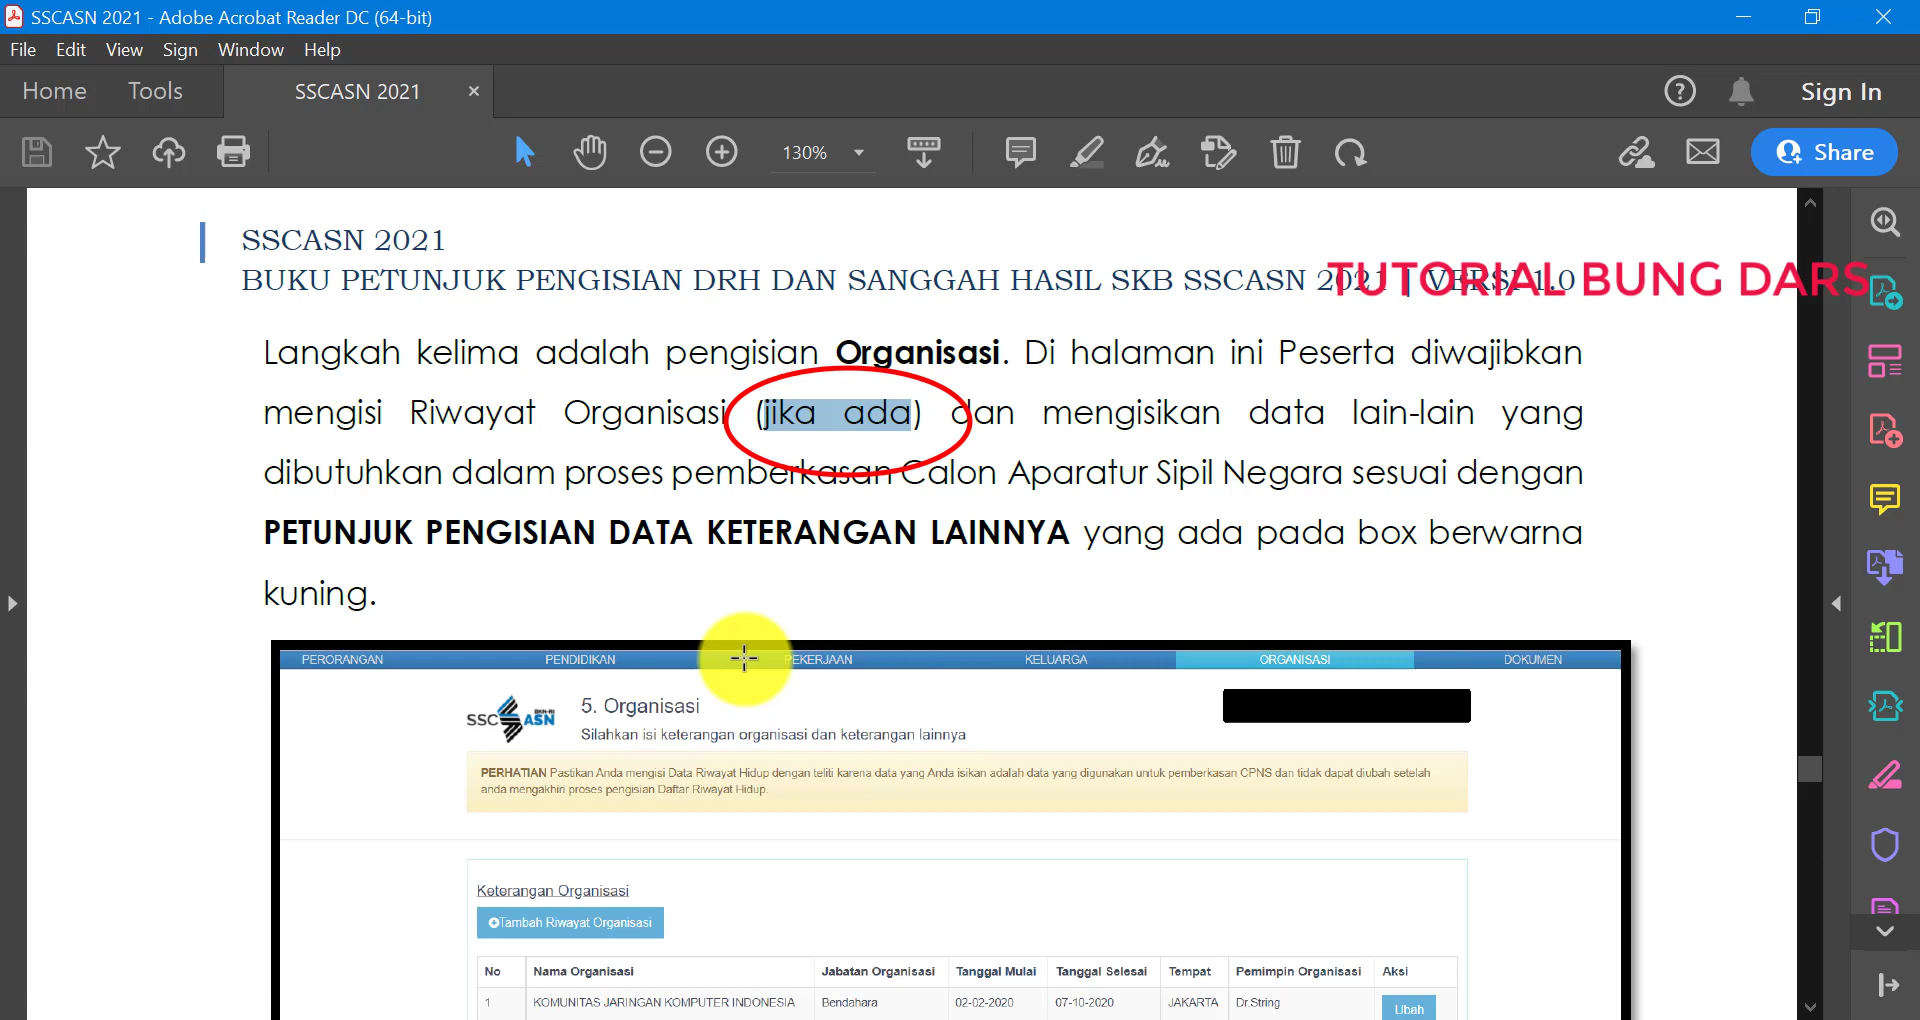 SSCASN 2021 - Adobe Acrobat Reader DC (64-bit)
File Edit View Sign Window Help
Home Tools SSCASN 2021 Sign In
130% Share
SSCASN 2021
BUKU PETUNJUK PENGISIAN DRH DAN SANGGAH HASIL SKB SSCASN 2021 | VERSI 1.0
TUTORIAL BUNG DARS
Langkah kelima adalah pengisian Organisasi. Di halaman ini Peserta diwajibkan
mengisi Riwayat Organisasi (jika ada) dan mengisikan data lain-lain yang
dibutuhkan dalam proses pemberkasan Calon Aparatur Sipil Negara sesuai dengan
PETUNJUK PENGISIAN DATA KETERANGAN LAINNYA yang ada pada box berwarna
kuning.
PERORANGAN PENDIDIKAN PEKERJAAN KELUARGA ORGANISASI DOKUMEN
SSCASN BKN-RI
5. Organisasi
Silahkan isi keterangan organisasi dan keterangan lainnya
PERHATIAN Pastikan Anda mengisi Data Riwayat Hidup dengan teliti karena data yang Anda isikan adalah data yang digunakan untuk pemberkasan CPNS dan tidak dapat diubah setelah
anda mengakhiri proses pengisian Daftar Riwayat Hidup.
Keterangan Organisasi
Tambah Riwayat Organisasi
No Nama Organisasi Jabatan Organisasi Tanggal Mulai Tanggal Selesai Tempat Pemimpin Organisasi Aksi
1 KOMUNITAS JARINGAN KOMPUTER INDONESIA Bendahara 02-02-2020 07-10-2020 JAKARTA Dr.String Ubah